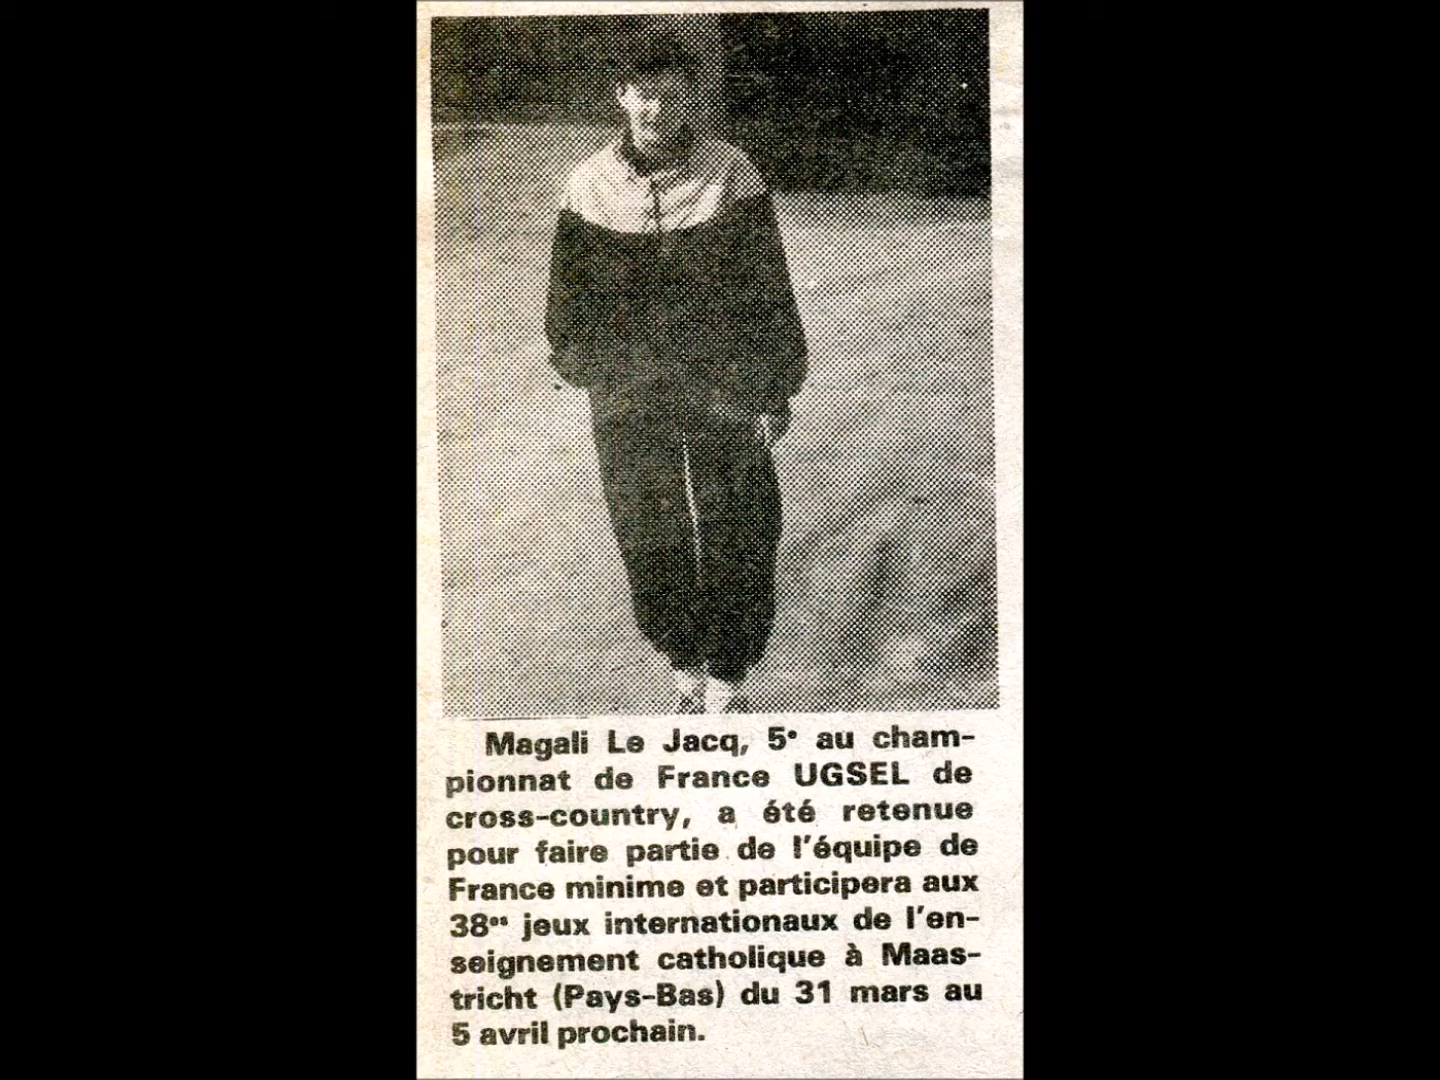 Magali Le Jacq, 5e au cham-
pionnat de France UGSEL de
cross-country, a été retenue
pour faire partie de l'équipe de
France minime et participera aux
38es jeux internationaux de l'en-
seignement catholique à Maas-
tricht (Pays-Bas) du 31 mars au
5 avril prochain.